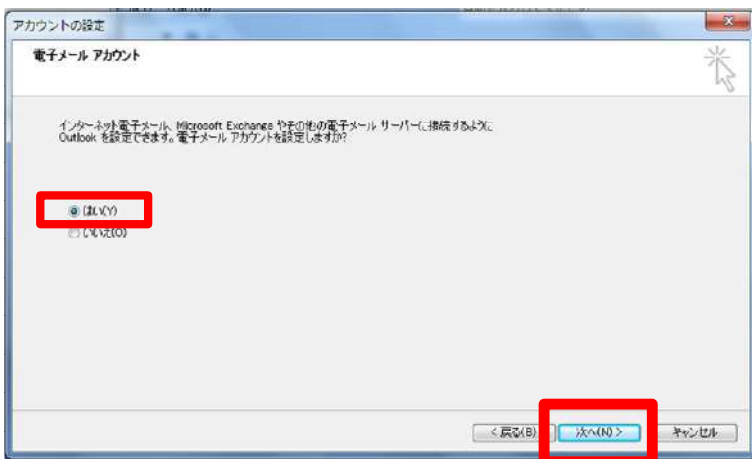 アカウントの設定
電子メール アカウント
インターネット電子メール、Microsoft Exchange やその他の電子メール サーバーに接続するように
Outlook を設定できます。電子メール アカウントを設定しますか?
はい(Y)
いいえ(O)
< 戻る(B)
次へ(N) >
キャンセル